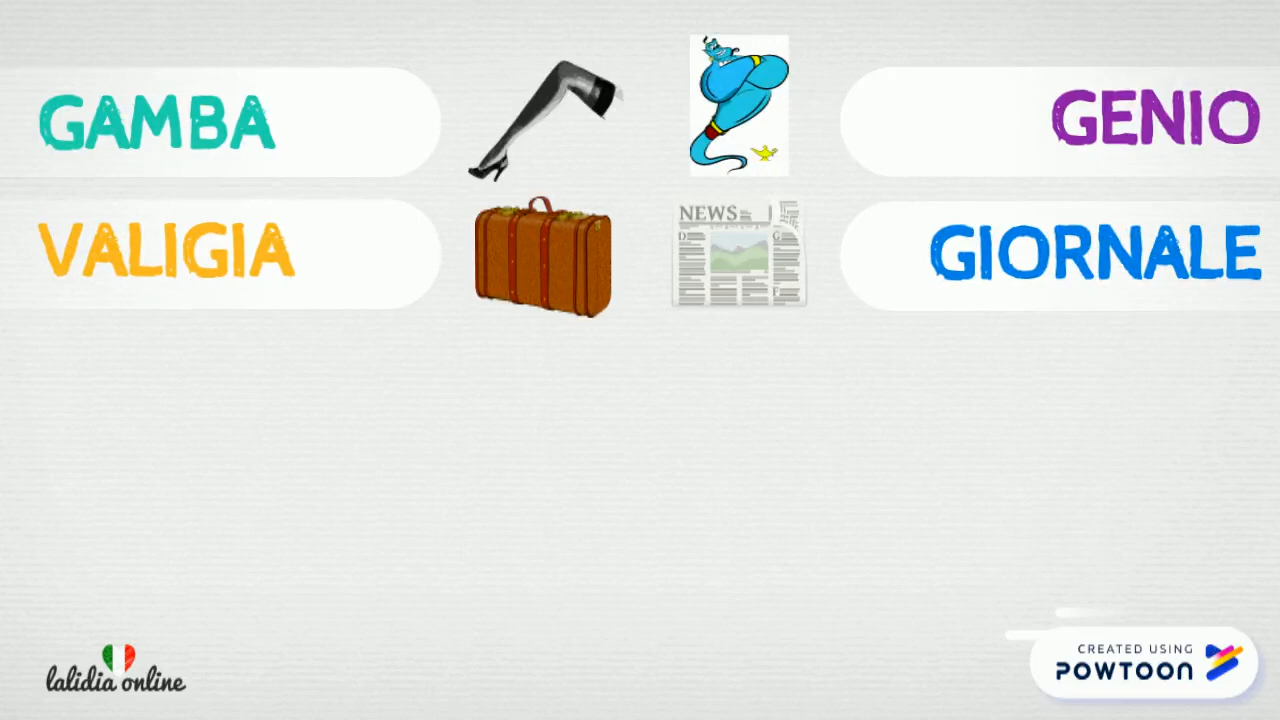 GAMBA
GENIO
VALIGIA
NEWS
GIORNALE
lalidia online
CREATED USING
POWTOON